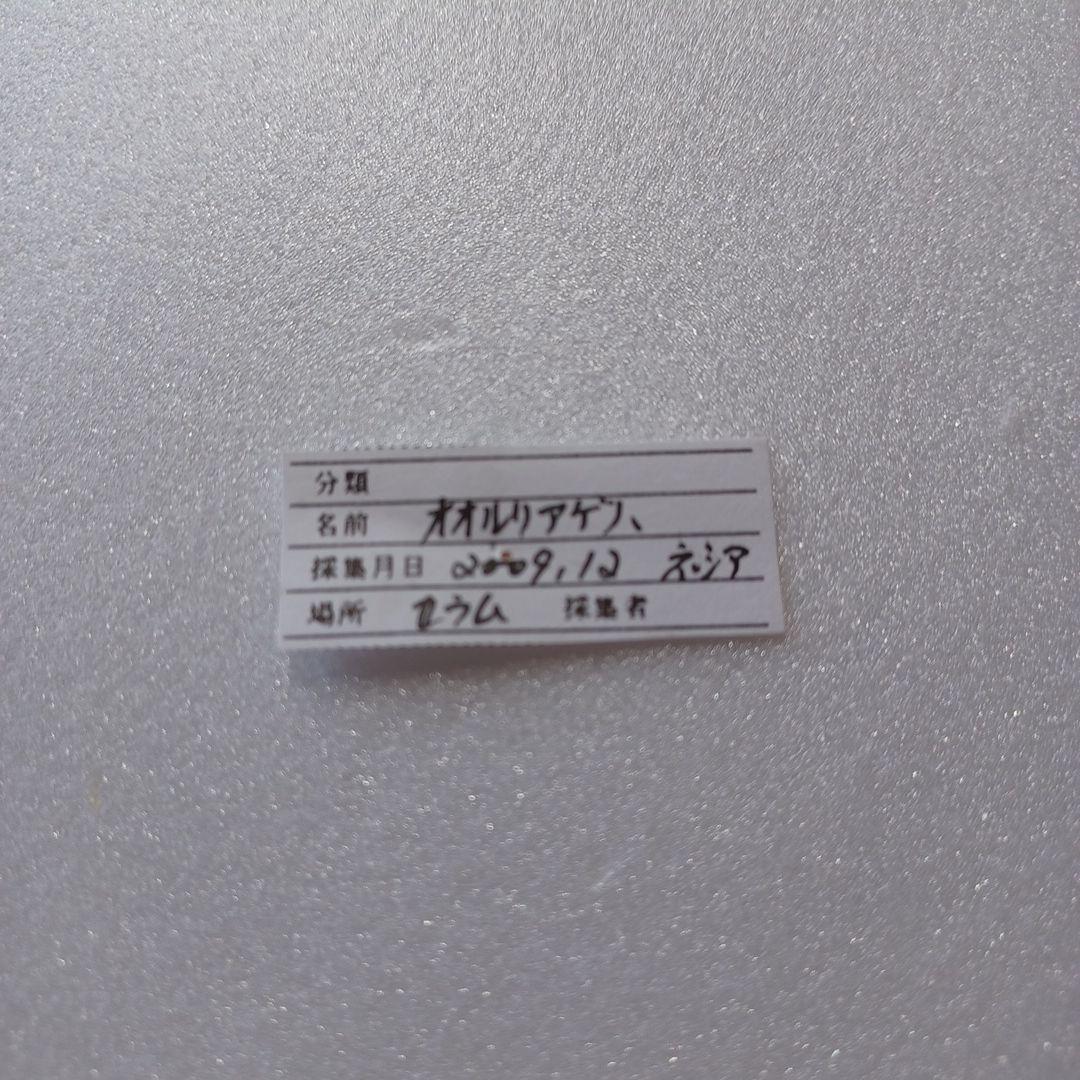 分類
名前 オオルリアゲハ
採集月日 2009.12 ネシア
場所 セラム 採集者